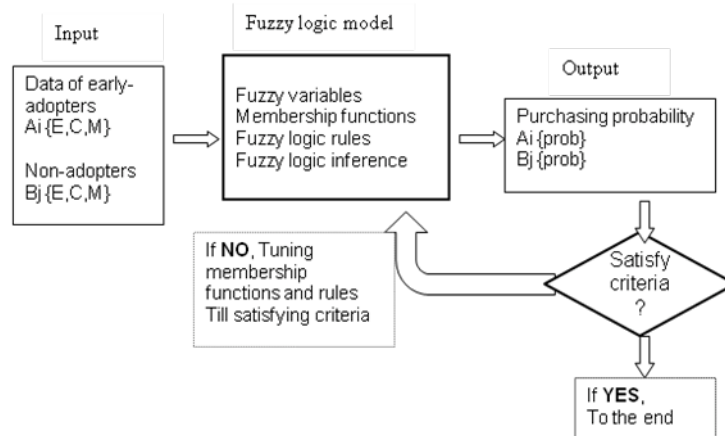 Input
Fuzzy logic model
Output
Data of early-
adopters
Ai {E,C,M}
Non-adopters
Bj {E,C,M}
Fuzzy variables
Membership functions
Fuzzy logic rules
Fuzzy logic inference
Purchasing probability
Ai {prob}
Bj {prob}
If NO, Tuning
membership
functions and rules
Till satisfying criteria
Satisfy
criteria
?
If YES,
To the end